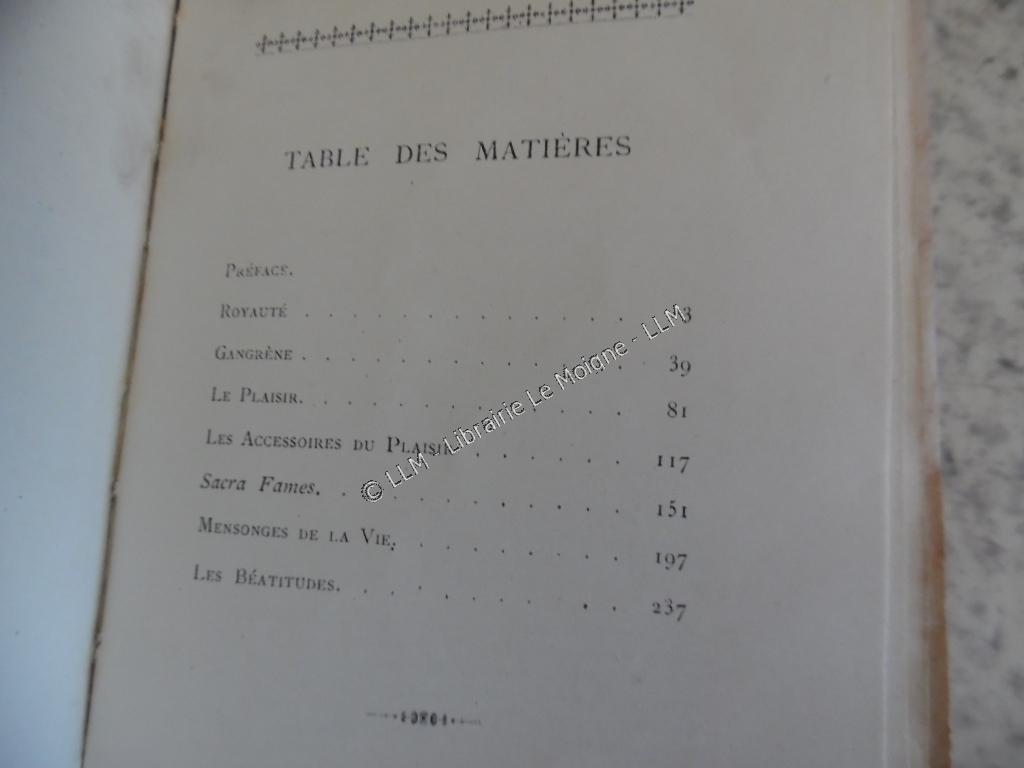 TABLE DES MATIÈRES
PRÉFACE.
ROYAUTÉ . . . . . . . . . . . . . . 3
GANGRÈNE . . . . . . . . . . . . . . 39
LE PLAISIR. . . . . . . . . . . . . . 81
LES ACCESSOIRES DU PLAISIR . . . . . . . 117
Sacra Fames. . . . . . . . . . . . . 151
MENSONGES DE LA VIE. . . . . . . . . . 197
LES BÉATITUDES. . . . . . . . . . . . 237
© LLM - Librairie Le Moigne - LLM